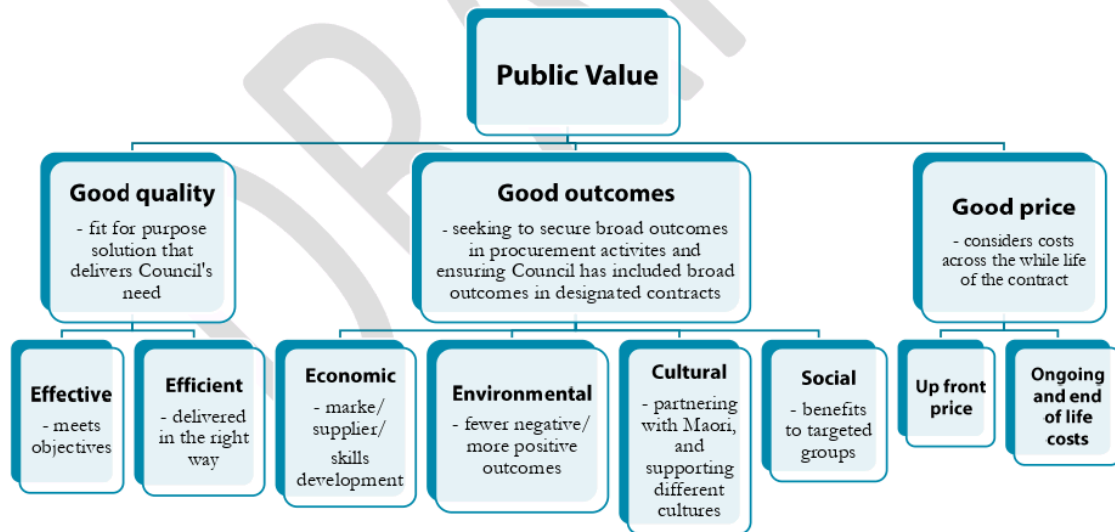 Public Value
Good quality
- fit for purpose
solution that
delivers Council's
need
Good outcomes
- seeking to secure broad outcomes
in procurement activites and
ensuring Council has included broad
outcomes in designated contracts
Good price
- considers costs
across the while life
of the contract
Effective
- meets
objectives
Efficient
- delivered
in the right
way
Economic
- marke/
supplier/
skills
development
Environmental
- fewer negative/
more positive
outcomes
Cultural
- partnering
with Maori,
and
supporting
different
cultures
Social
- benefits
to targeted
groups
Up front
price
Ongoing
and end
of life
costs